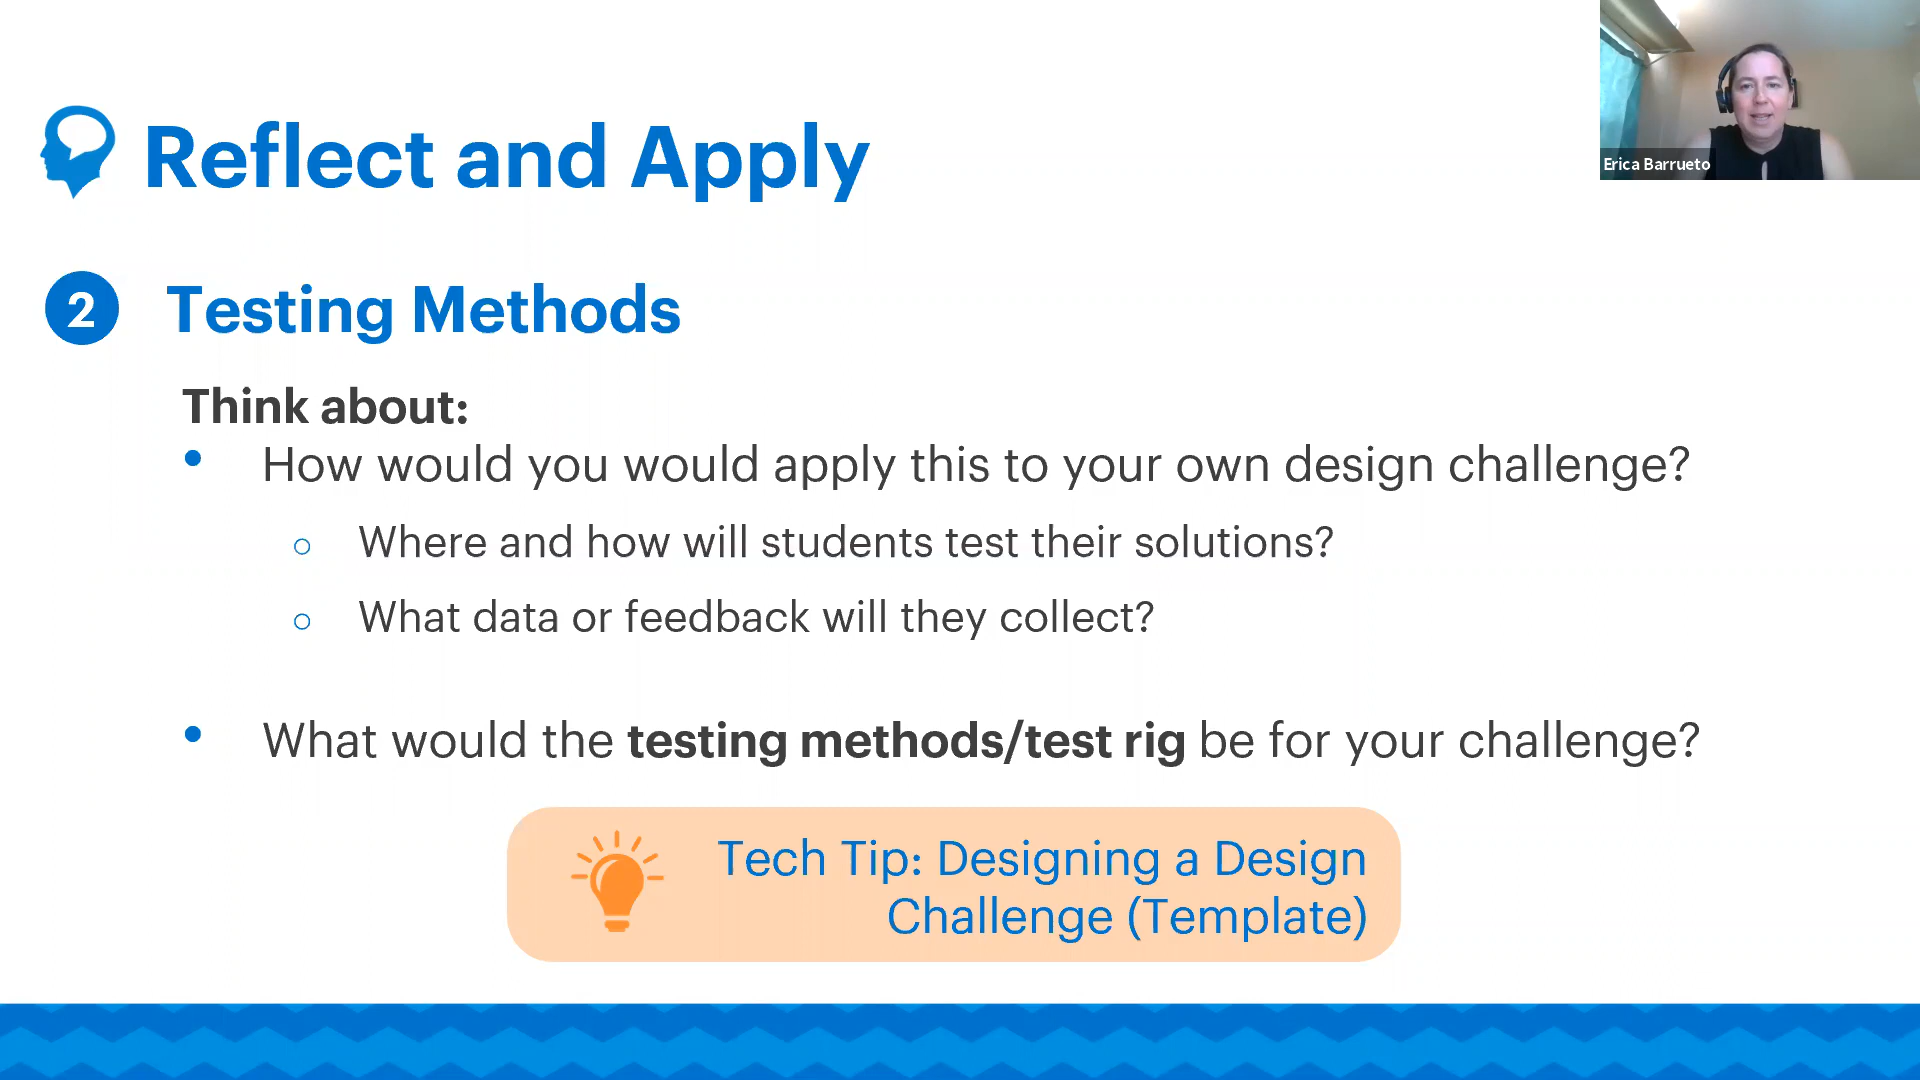 Reflect and Apply
Erica Barrueto
2 Testing Methods
Think about:
• How would you would apply this to your own design challenge?
○ Where and how will students test their solutions?
○ What data or feedback will they collect?
• What would the testing methods/test rig be for your challenge?
Tech Tip: Designing a Design
Challenge (Template)